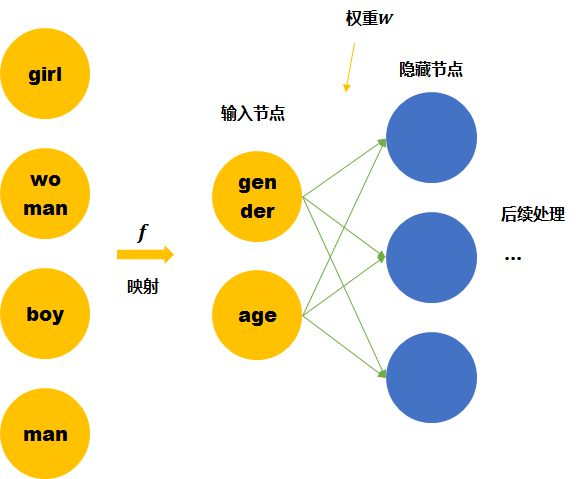 权重W
隐藏节点
输入节点
girl
wo
man
gen
der
f
映射
后续处理
...
boy
age
man